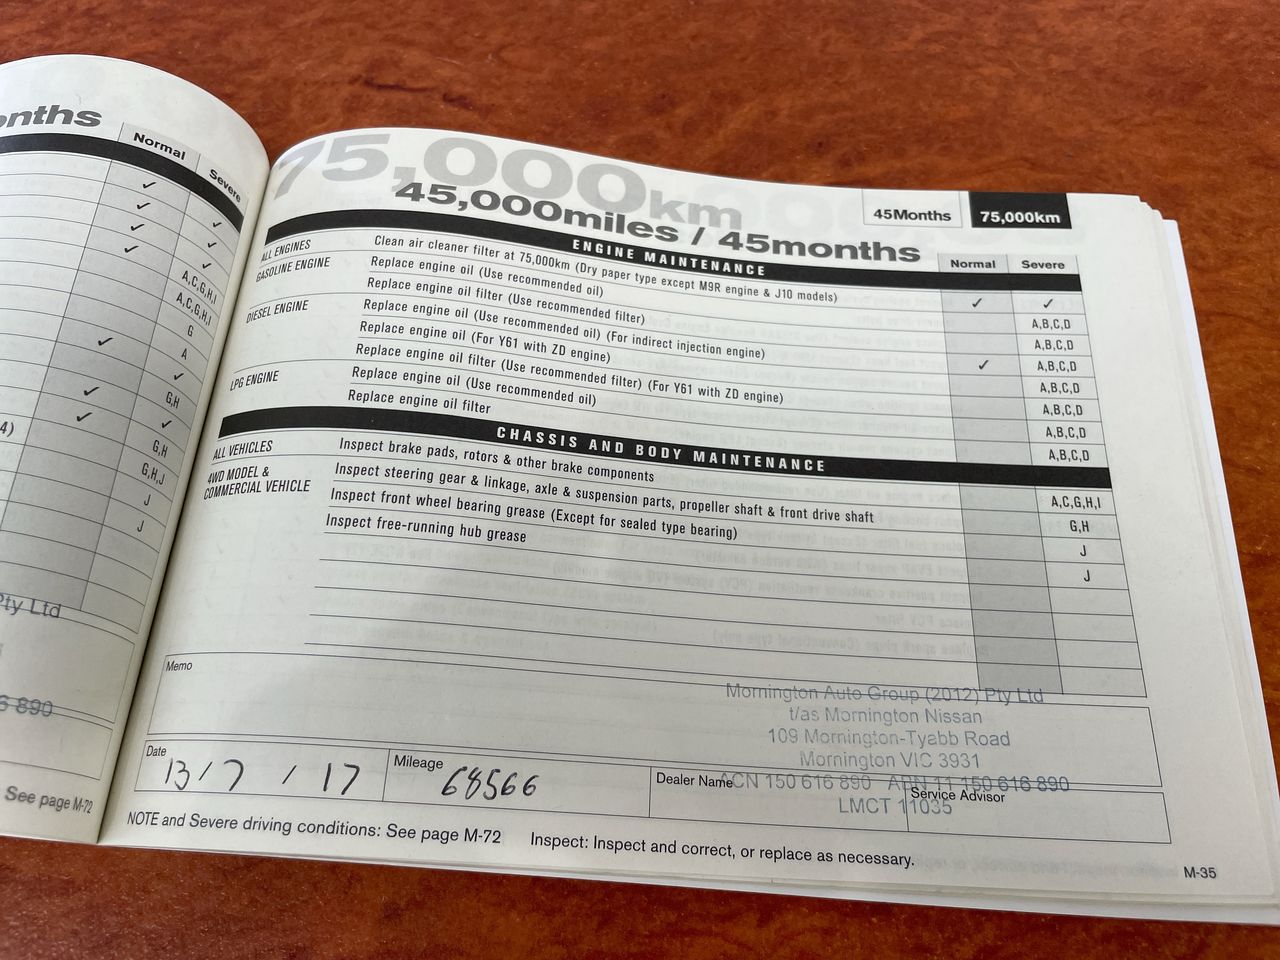 onths
Normal Severe
✓
✓ ✓
✓ ✓
✓ ✓
A,C,G,H,I
A,C,G,H,I
G
✓ A
✓
✓ G,H
✓ ✓
4) G,H
G,H,J
J
J
Pty Ltd
6 890
See page M-72
75,000km
45,000miles / 45months
45Months 75,000km
ENGINE MAINTENANCE Normal Severe
ALL ENGINES Clean air cleaner filter at 75,000km (Dry paper type except M9R engine & J10 models) ✓ ✓
GASOLINE ENGINE Replace engine oil (Use recommended oil) A,B,C,D
Replace engine oil filter (Use recommended filter) A,B,C,D
DIESEL ENGINE Replace engine oil (Use recommended oil) (For indirect injection engine) ✓ A,B,C,D
Replace engine oil (For Y61 with ZD engine) A,B,C,D
Replace engine oil filter (Use recommended filter) (For Y61 with ZD engine) A,B,C,D
LPG ENGINE Replace engine oil (Use recommended oil) A,B,C,D
Replace engine oil filter A,B,C,D
CHASSIS AND BODY MAINTENANCE
ALL VEHICLES Inspect brake pads, rotors & other brake components A,C,G,H,I
4WD MODEL & Inspect steering gear & linkage, axle & suspension parts, propeller shaft & front drive shaft G,H
COMMERCIAL VEHICLE Inspect front wheel bearing grease (Except for sealed type bearing) J
Inspect free-running hub grease J
Memo
Mornington Auto Group (2012) Pty Ltd
t/as Mornington Nissan
109 Mornington-Tyabb Road
Mornington VIC 3931
ACN 150 616 890 ABN 11 150 616 890
LMCT 11035
Date 13/7/17
Mileage 68566
Dealer Name
Service Advisor
NOTE and Severe driving conditions: See page M-72 Inspect: Inspect and correct, or replace as necessary.
M-35